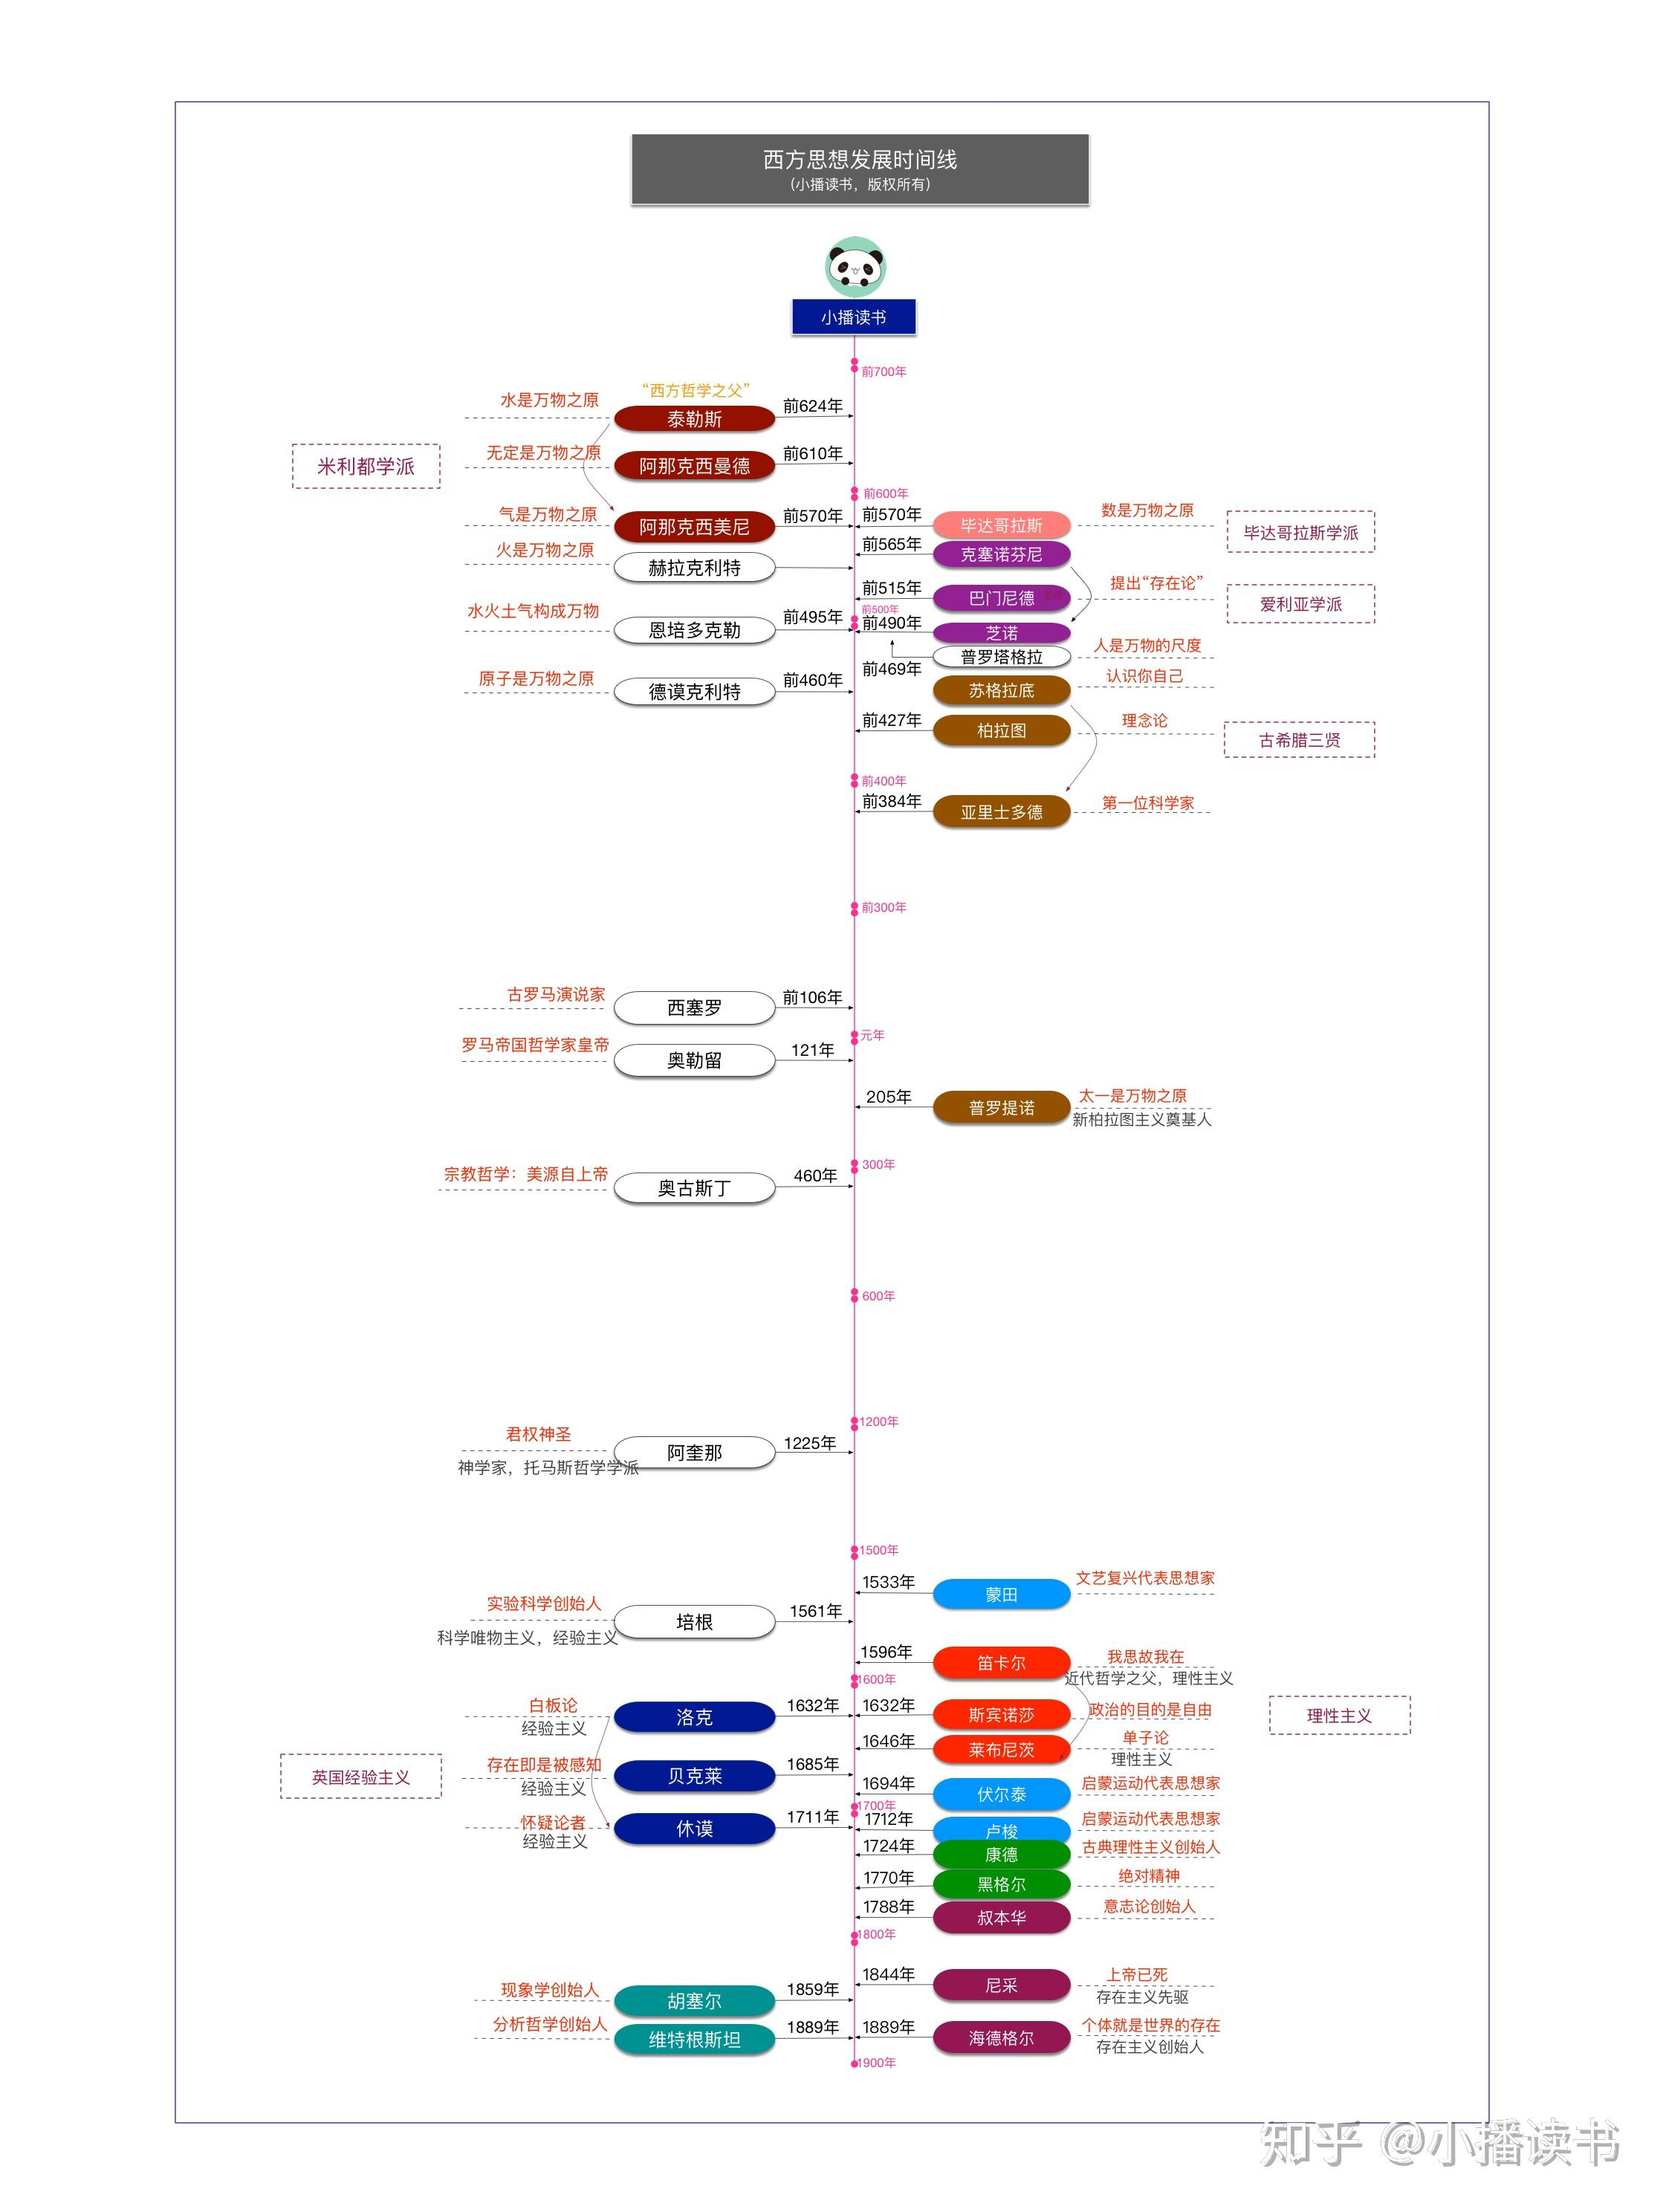 西方思想发展时间线
(小播读书，版权所有)
小播读书
前700年
“西方哲学之父”
水是万物之原
泰勒斯
前624年
无定是万物之原
阿那克西曼德
前610年
米利都学派
前600年
气是万物之原
阿那克西美尼
前570年
前570年
毕达哥拉斯
数是万物之原
毕达哥拉斯学派
火是万物之原
赫拉克利特
前565年
克塞诺芬尼
前515年
巴门尼德
提出“存在论”
爱利亚学派
水火土气构成万物
恩培多克勒
前495年
前500年
前490年
芝诺
普罗塔格拉
人是万物的尺度
前469年
苏格拉底
认识你自己
原子是万物之原
德谟克利特
前460年
前427年
柏拉图
理念论
古希腊三贤
前400年
前384年
亚里士多德
第一位科学家
前300年
古罗马演说家
西塞罗
前106年
元年
罗马帝国哲学家皇帝
奥勒留
121年
205年
普罗提诺
太一是万物之原
新柏拉图主义奠基人
300年
宗教哲学：美源自上帝
奥古斯丁
460年
600年
1200年
君权神圣
阿奎那
1225年
神学家，托马斯哲学学派
1500年
1533年
蒙田
文艺复兴代表思想家
实验科学创始人
培根
1561年
科学唯物主义，经验主义
1596年
笛卡尔
我思故我在
近代哲学之父，理性主义
1600年
白板论
经验主义
洛克
1632年
1632年
斯宾诺莎
政治的目的是自由
理性主义
1646年
莱布尼茨
单子论
理性主义
英国经验主义
存在即是被感知
经验主义
贝克莱
1685年
1694年
伏尔泰
启蒙运动代表思想家
1700年
怀疑论者
经验主义
休谟
1711年
1712年
卢梭
启蒙运动代表思想家
1724年
康德
古典理性主义创始人
1770年
黑格尔
绝对精神
1788年
叔本华
意志论创始人
1800年
1844年
尼采
上帝已死
存在主义先驱
现象学创始人
胡塞尔
1859年
分析哲学创始人
维特根斯坦
1889年
1889年
海德格尔
个体就是世界的存在
存在主义创始人
1900年
知乎 @小播读书